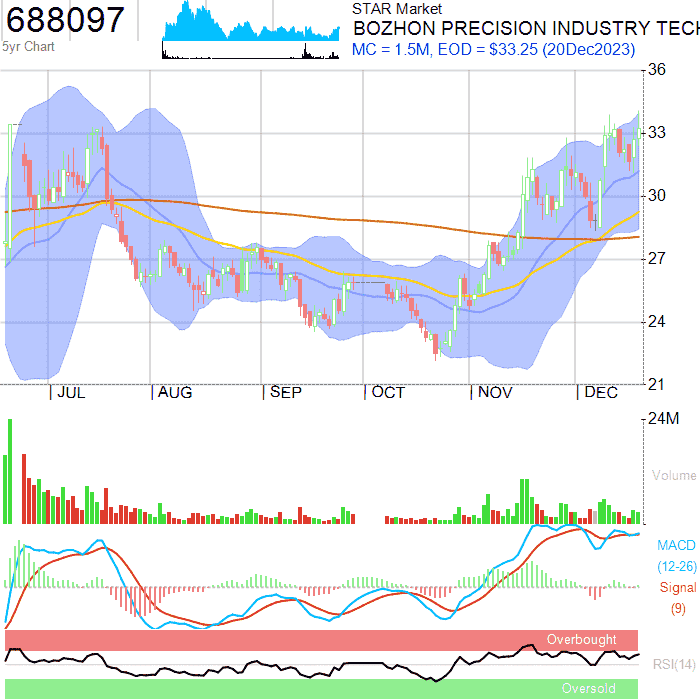 688097
5yr Chart
STAR Market
BOZHON PRECISION INDUSTRY TECH
MC = 1.5M, EOD = $33.25 (20Dec2023)
36
33
30
27
24
21
JUL
AUG
SEP
OCT
NOV
DEC
24M
Volume
MACD
(12-26)
Signal
(9)
Overbought
RSI(14)
Oversold